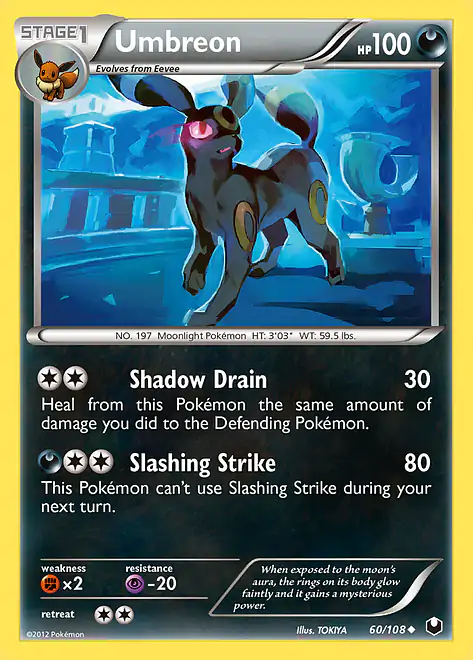 STAGE1
Umbreon
HP100
Evolves from Eevee
NO. 197 Moonlight Pokémon HT: 3'03" WT: 59.5 lbs.
Shadow Drain 30
Heal from this Pokémon the same amount of
damage you did to the Defending Pokémon.
Slashing Strike 80
This Pokémon can't use Slashing Strike during your
next turn.
weakness resistance
×2 -20
retreat
When exposed to the moon's
aura, the rings on its body glow
faintly and it gains a mysterious
power.
©2012 Pokémon Illus. TOKIYA 60/108